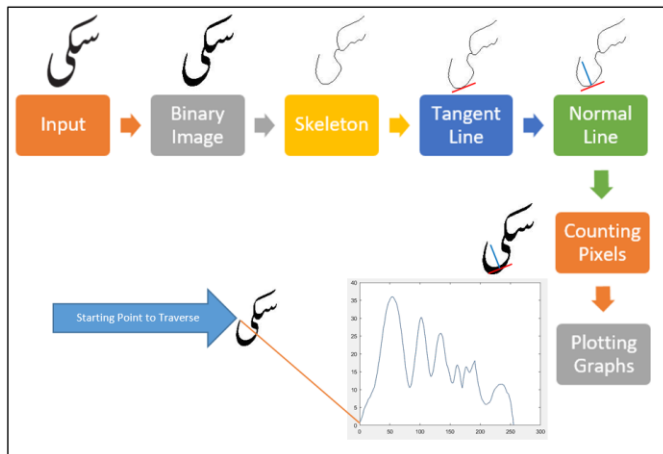 سکی
سکی
Input
Binary
Image
Skeleton
Tangent
Line
Normal
Line
سکی
Counting
Pixels
Starting Point to Traverse
سکی
Plotting
Graphs
40
35
30
25
20
15
10
5
0
0 50 100 150 200 250 300